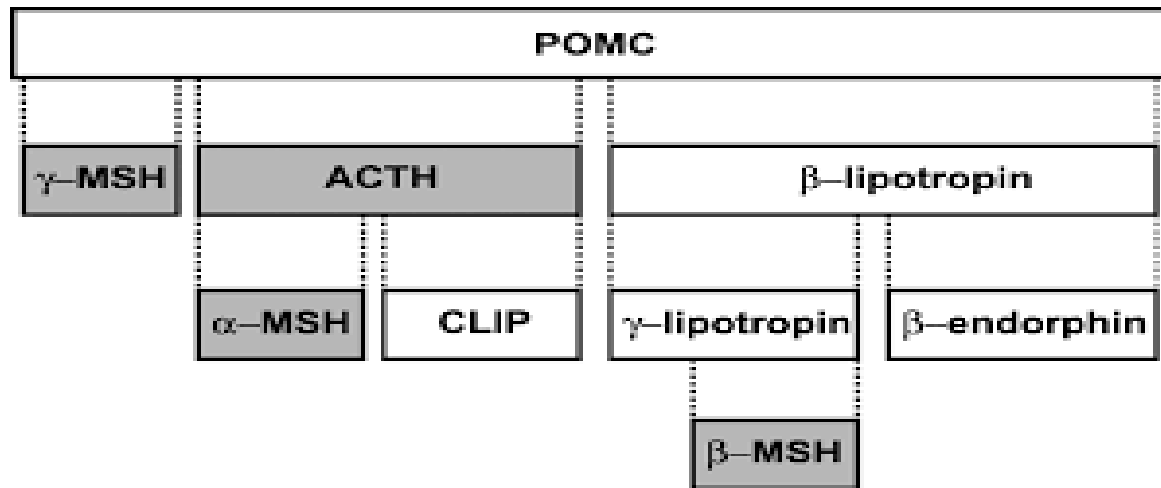 POMC
γ–MSH ACTH β–lipotropin
α–MSH CLIP γ–lipotropin β–endorphin
β–MSH